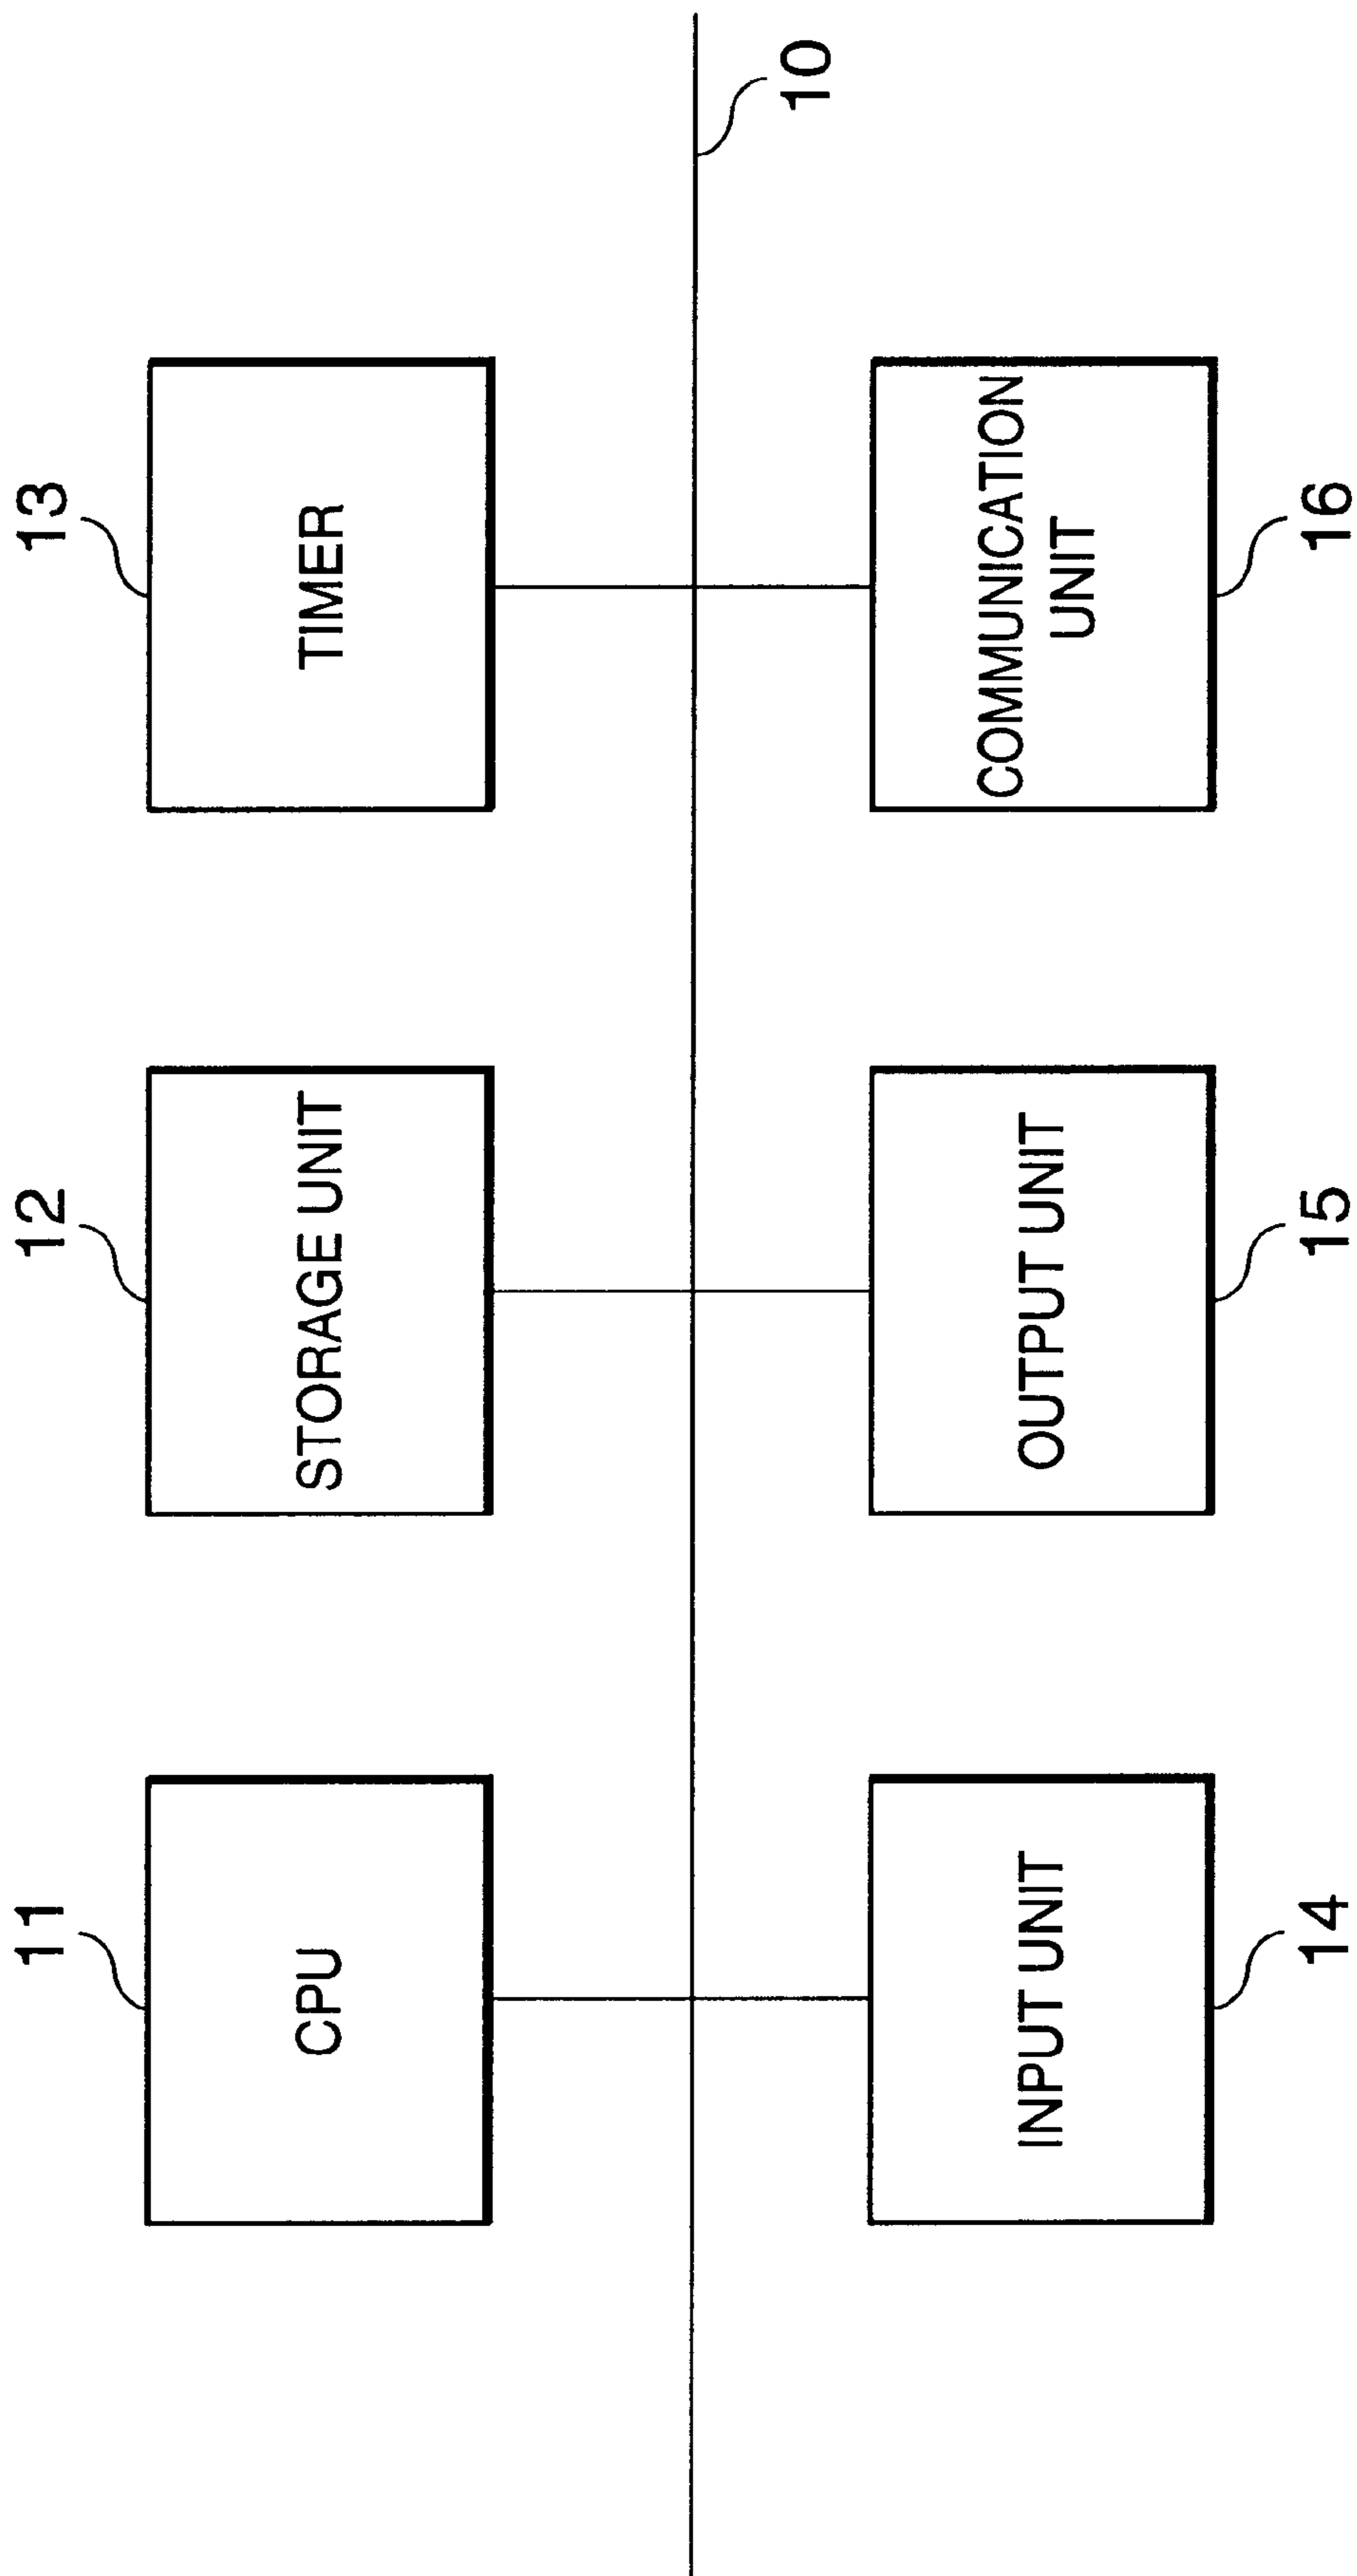 11
12
13
CPU
STORAGE UNIT
TIMER
10
INPUT UNIT
OUTPUT UNIT
COMMUNICATION
UNIT
14
15
16